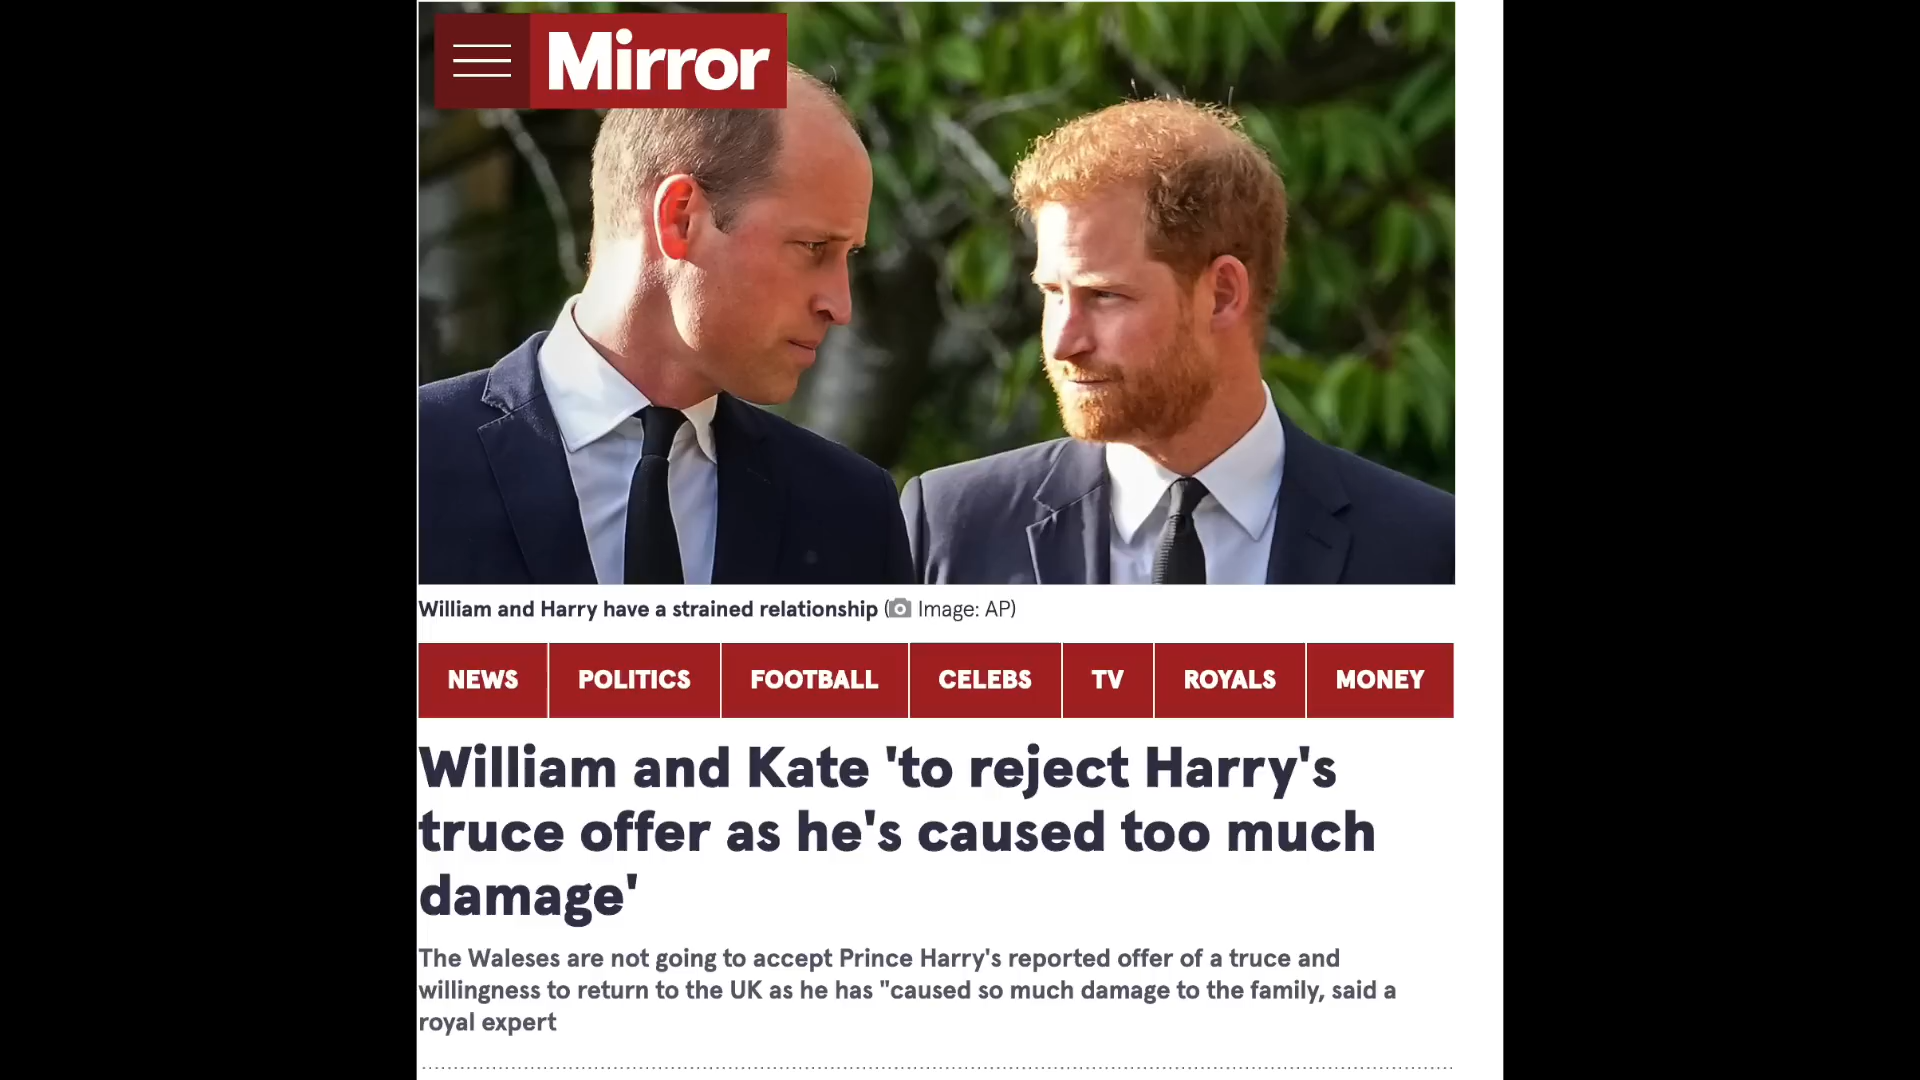 Mirror
William and Harry have a strained relationship (Image: AP)
NEWS POLITICS FOOTBALL CELEBS TV ROYALS MONEY
William and Kate 'to reject Harry's
truce offer as he's caused too much
damage'
The Waleses are not going to accept Prince Harry's reported offer of a truce and
willingness to return to the UK as he has "caused so much damage to the family, said a
royal expert